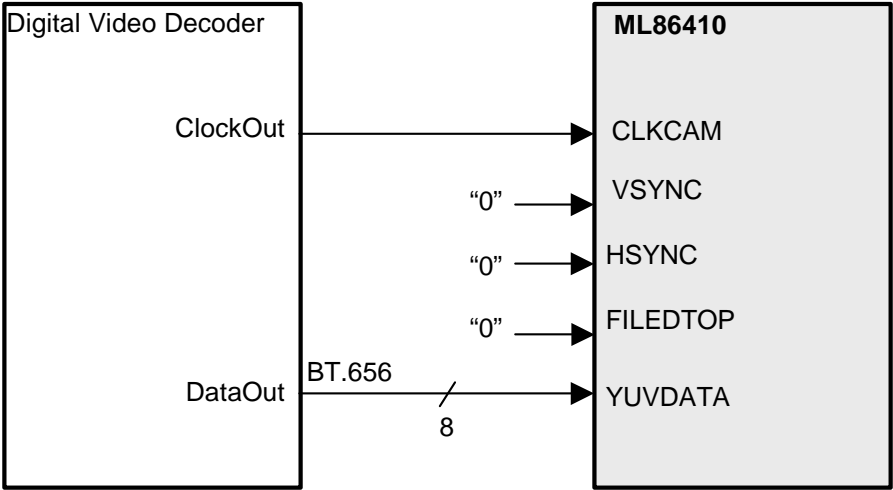 Digital Video Decoder
ML86410
ClockOut
CLKCAM
“0”
VSYNC
“0”
HSYNC
“0”
FILEDTOP
DataOut
BT.656
8
YUVDATA